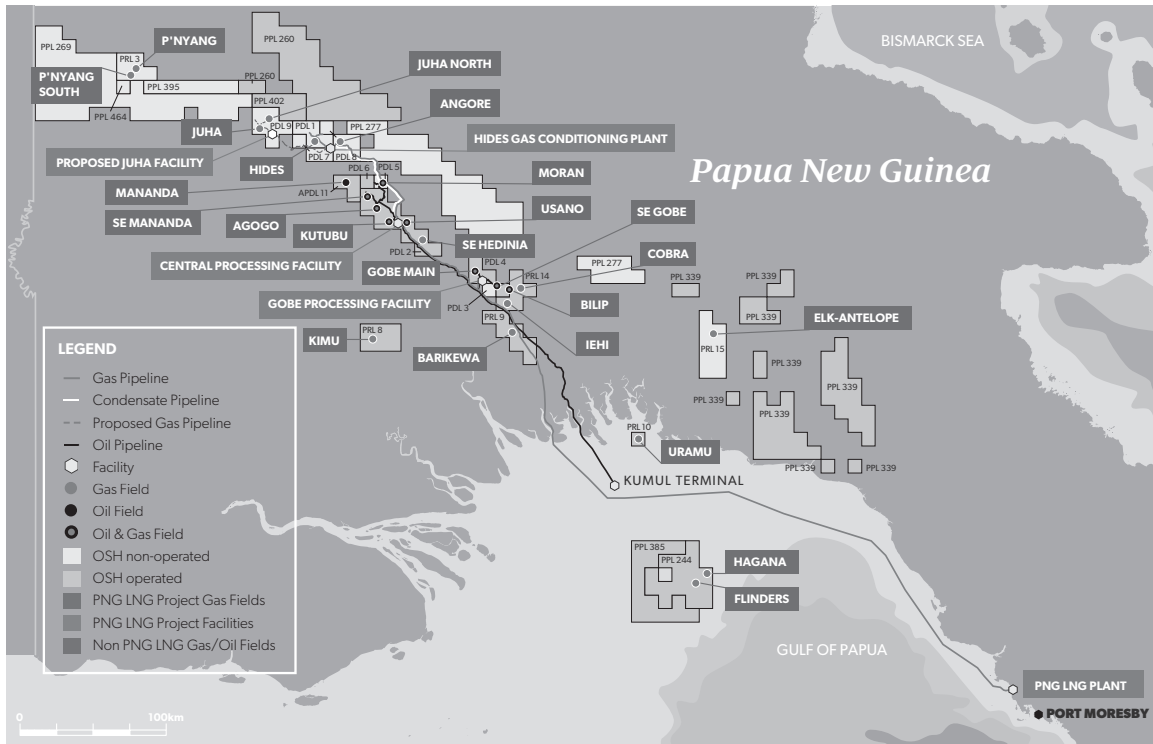 BISMARCK SEA
Papua New Guinea
P'NYANG
PPL 269
PPL 260
PRL 3
P'NYANG
SOUTH
PPL 395
PPL 260
JUHA NORTH
PPL 464
PPL 402
ANGORE
JUHA
PDL 9
PDL 1
PPL 277
HIDES GAS CONDITIONING PLANT
PROPOSED JUHA FACILITY
HIDES
PDL 7
PDL 8
PDL 6
PDL 5
MORAN
MANANDA
APDL 11
SE MANANDA
USANO
SE GOBE
AGOGO
KUTUBU
SE HEDINIA
COBRA
PDL 2
CENTRAL PROCESSING FACILITY
GOBE MAIN
PDL 4
PRL 14
PPL 277
PPL 339
PPL 339
GOBE PROCESSING FACILITY
PDL 3
BILIP
PPL 339
ELK-ANTELOPE
PRL 9
KIMU
PRL 8
IEHI
PRL 15
BARIKEWA
PPL 339
PPL 339
PPL 339
PPL 339
PRL 10
URAMU
PPL 339
PPL 339
KUMUL TERMINAL
LEGEND
Gas Pipeline
Condensate Pipeline
Proposed Gas Pipeline
Oil Pipeline
Facility
Gas Field
Oil Field
Oil & Gas Field
OSH non-operated
OSH operated
PNG LNG Project Gas Fields
PNG LNG Project Facilities
Non PNG LNG Gas/Oil Fields
PPL 385
PPL 244
HAGANA
FLINDERS
GULF OF PAPUA
PNG LNG PLANT
PORT MORESBY
0
100km